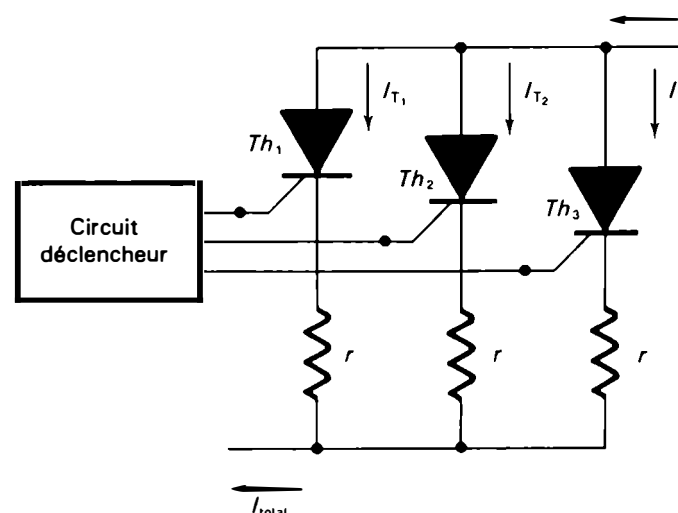 I_T1
I_T2
I
Th1
Th2
Th3
Circuit
déclencheur
r
r
r
I_total